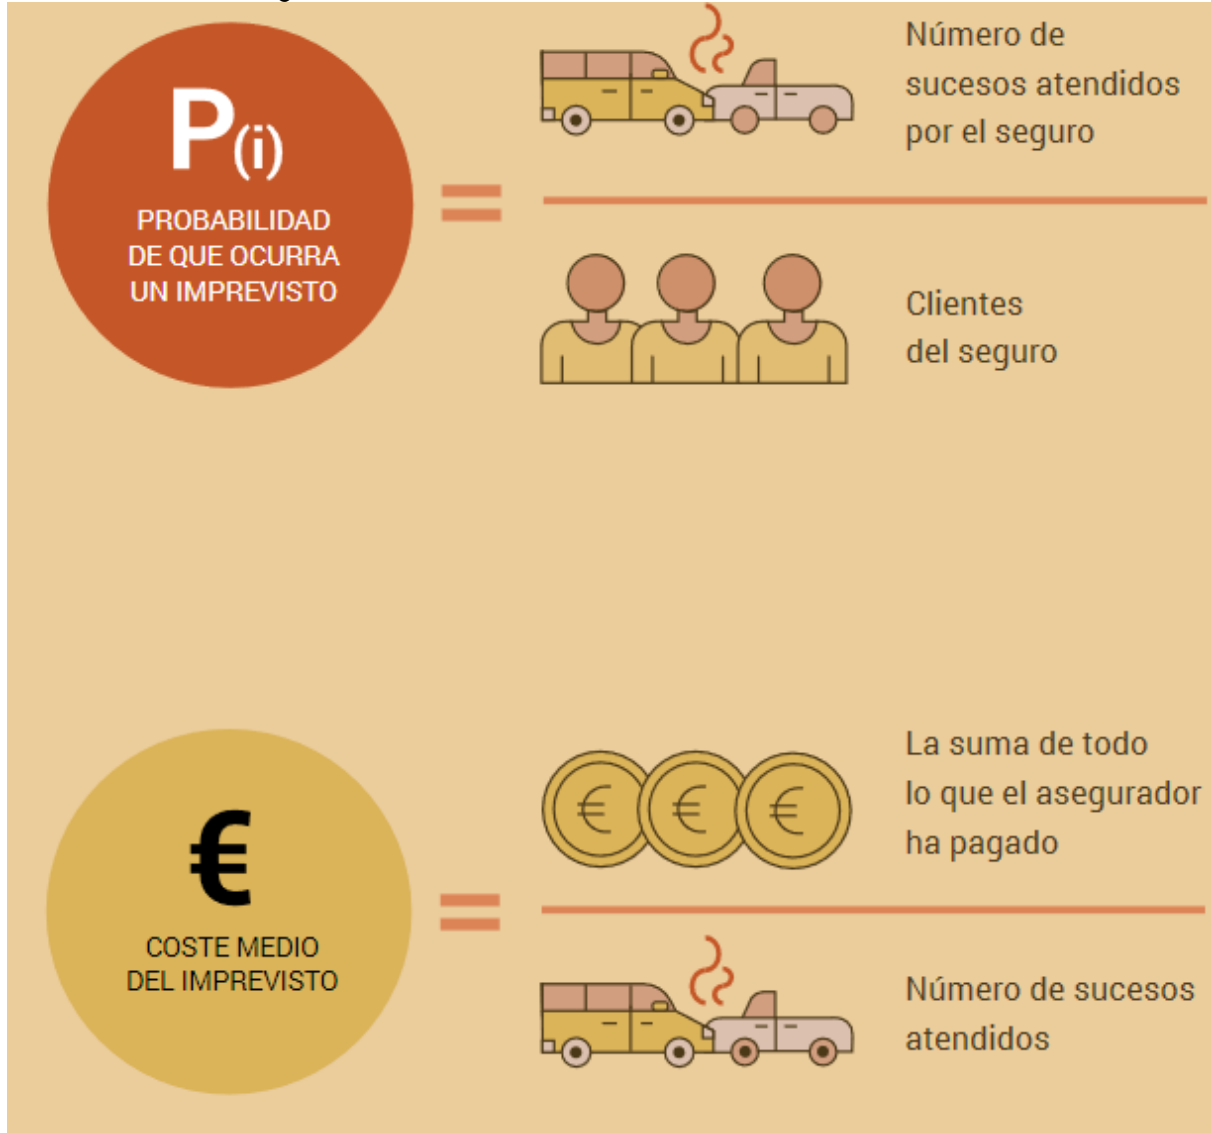 P(i)
PROBABILIDAD
DE QUE OCURRA
UN IMPREVISTO
=
Número de
sucesos atendidos
por el seguro
Clientes
del seguro
€
COSTE MEDIO
DEL IMPREVISTO
=
€ € €
La suma de todo
lo que el asegurador
ha pagado
Número de sucesos
atendidos